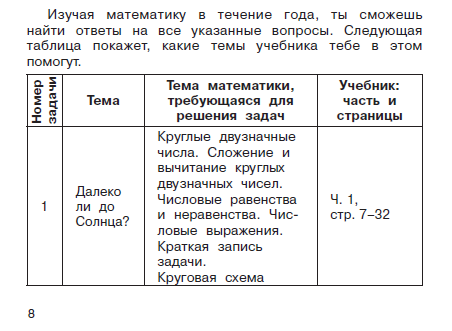 Изучая математику в течение года, ты сможешь
найти ответы на все указанные вопросы. Следующая
таблица покажет, какие темы учебника тебе в этом
помогут.
Номер
задачи
Тема
Тема математики,
требующаяся для
решения задач
Учебник:
часть и
страницы
1
Далеко
ли до
Солнца?
Круглые двузначные
числа. Сложение и
вычитание круглых
двузначных чисел.
Числовые равенства
и неравенства. Чис-
ловые выражения.
Краткая запись
задачи.
Круговая схема
Ч. 1,
стр. 7–32
8